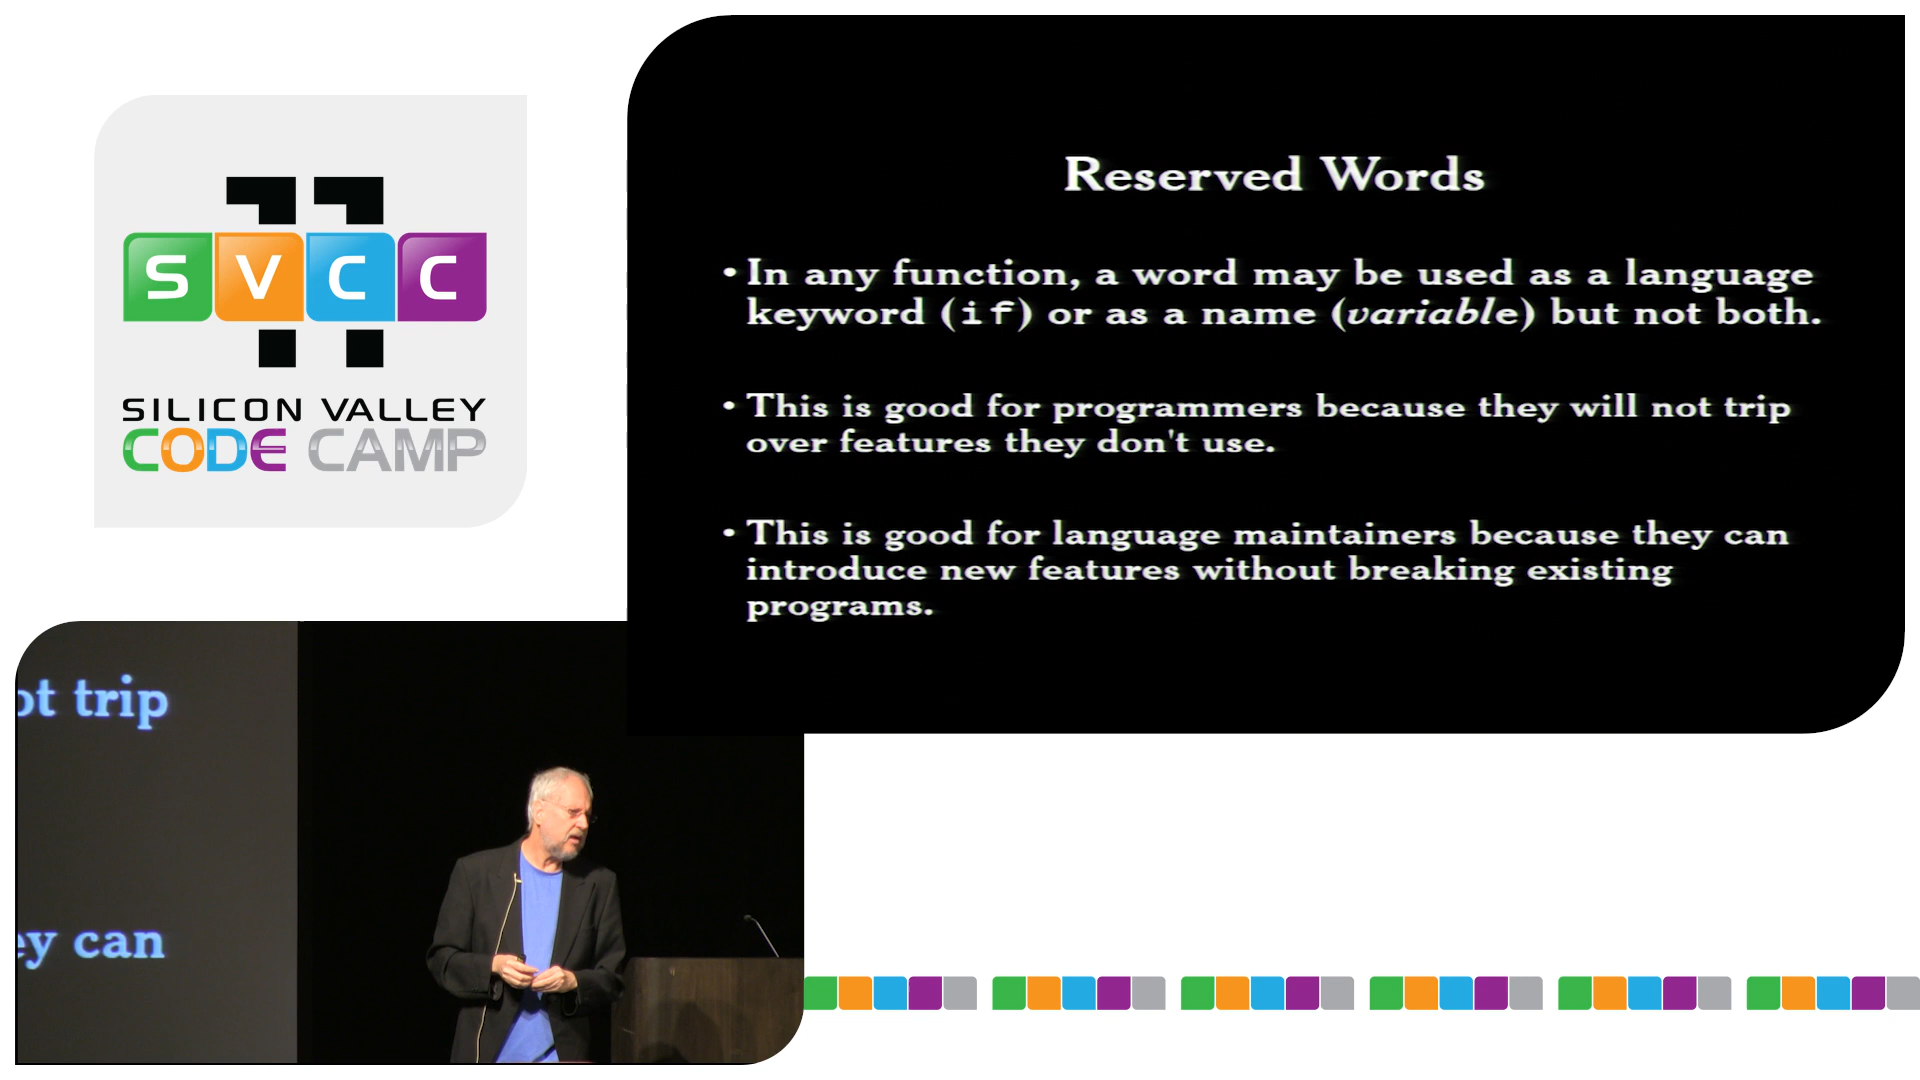 11
SVCC
SILICON VALLEY
CODE CAMP
Reserved Words
• In any function, a word may be used as a language
keyword (if) or as a name (variable) but not both.
• This is good for programmers because they will not trip
over features they don't use.
• This is good for language maintainers because they can
introduce new features without breaking existing
programs.
ot trip
ey can